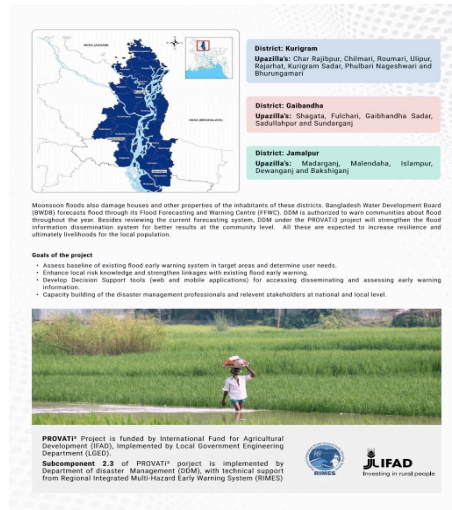 INDIA (ASSAM)
INDIA (MEGHALAYA)
District: Kurigram
Upazilla's: Char Rajibpur, Chilmari, Roumari, Ulipur,
Rajarhat, Kurigram Sadar, Phulbari Nageshwari and
Bhurungamari
District: Gaibandha
Upazilla's: Shagata, Fulchari, Gaibhandha Sadar,
Sadullahpur and Sundarganj
District: Jamalpur
Upazilla's: Madarganj, Malendaha, Islampur,
Dewanganj and Bakshiganj
Moonsoon floods also damage houses and other properties of the inhabitants of these districts. Bangladesh Water Development Board
(BWDB) forecasts flood through its Flood Forecasting and Warning Centre (FFWC). DDM is authorized to warn communities about flood
throughout the year. Besides reviewing the current forecasting system, DDM under the PROVATi3 project will strengthen the flood
information dissemination system for better results at the community level. All these are expected to increase resilience and
ultimately livelihoods for the local population.
Goals of the project
• Assess baseline of existing flood early warning system in target areas and determine user needs.
• Enhance local risk knowledge and strengthen linkages with existing flood early warning.
• Develop Decision Support tools (web and mobile applications) for accessing disseminating and assessing early warning
information.
• Capacity building of the disaster management professionals and relevent stakeholders at national and local level.
PROVATi³ Project is funded by International Fund for Agricultural
Development (IFAD), Implemented by Local Government Engineering
Department (LGED).
Subcomponent 2.3 of PROVATi³ porject is implemented by
Department of disaster Management (DDM), with technical support
from Regional Integrated Multi-Hazard Early Warning System (RIMES)
RIMES
IFAD
Investing in rural people